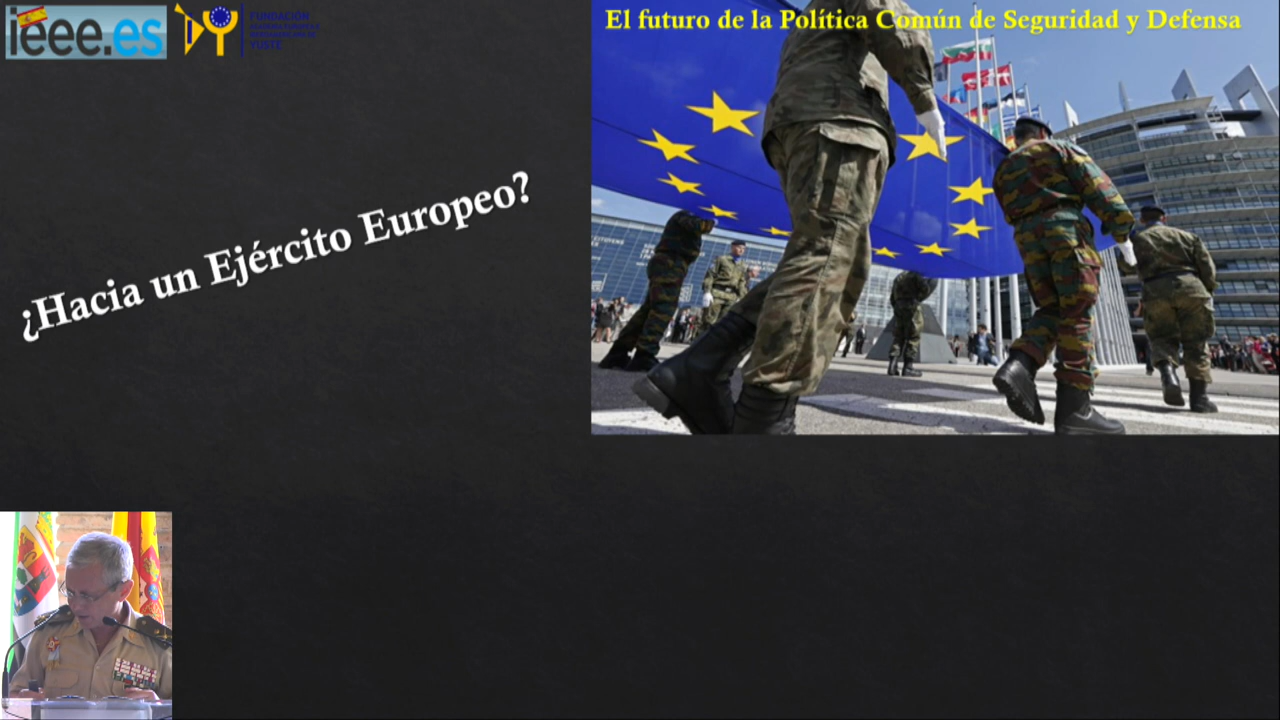 ieee.es
FUNDACIÓN
YUSTE
El futuro de la Política Común de Seguridad y Defensa
¿Hacia un Ejército Europeo?